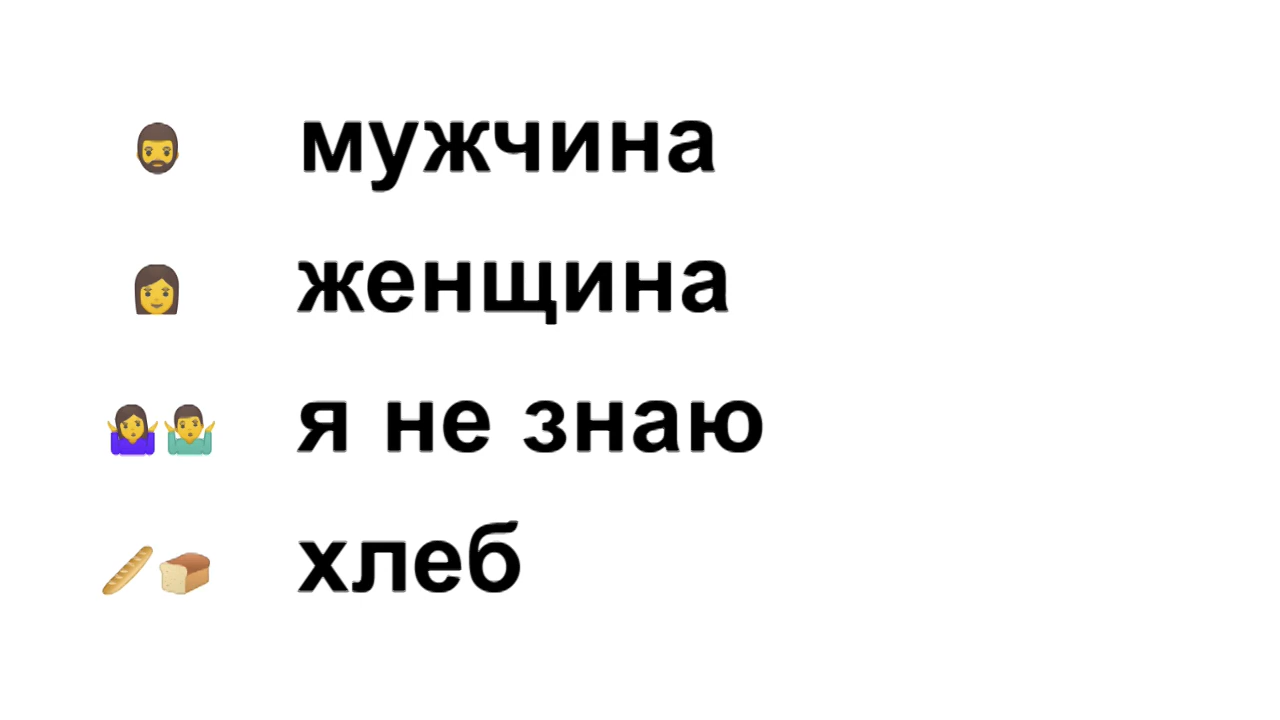 мужчина
женщина
я не знаю
хлеб